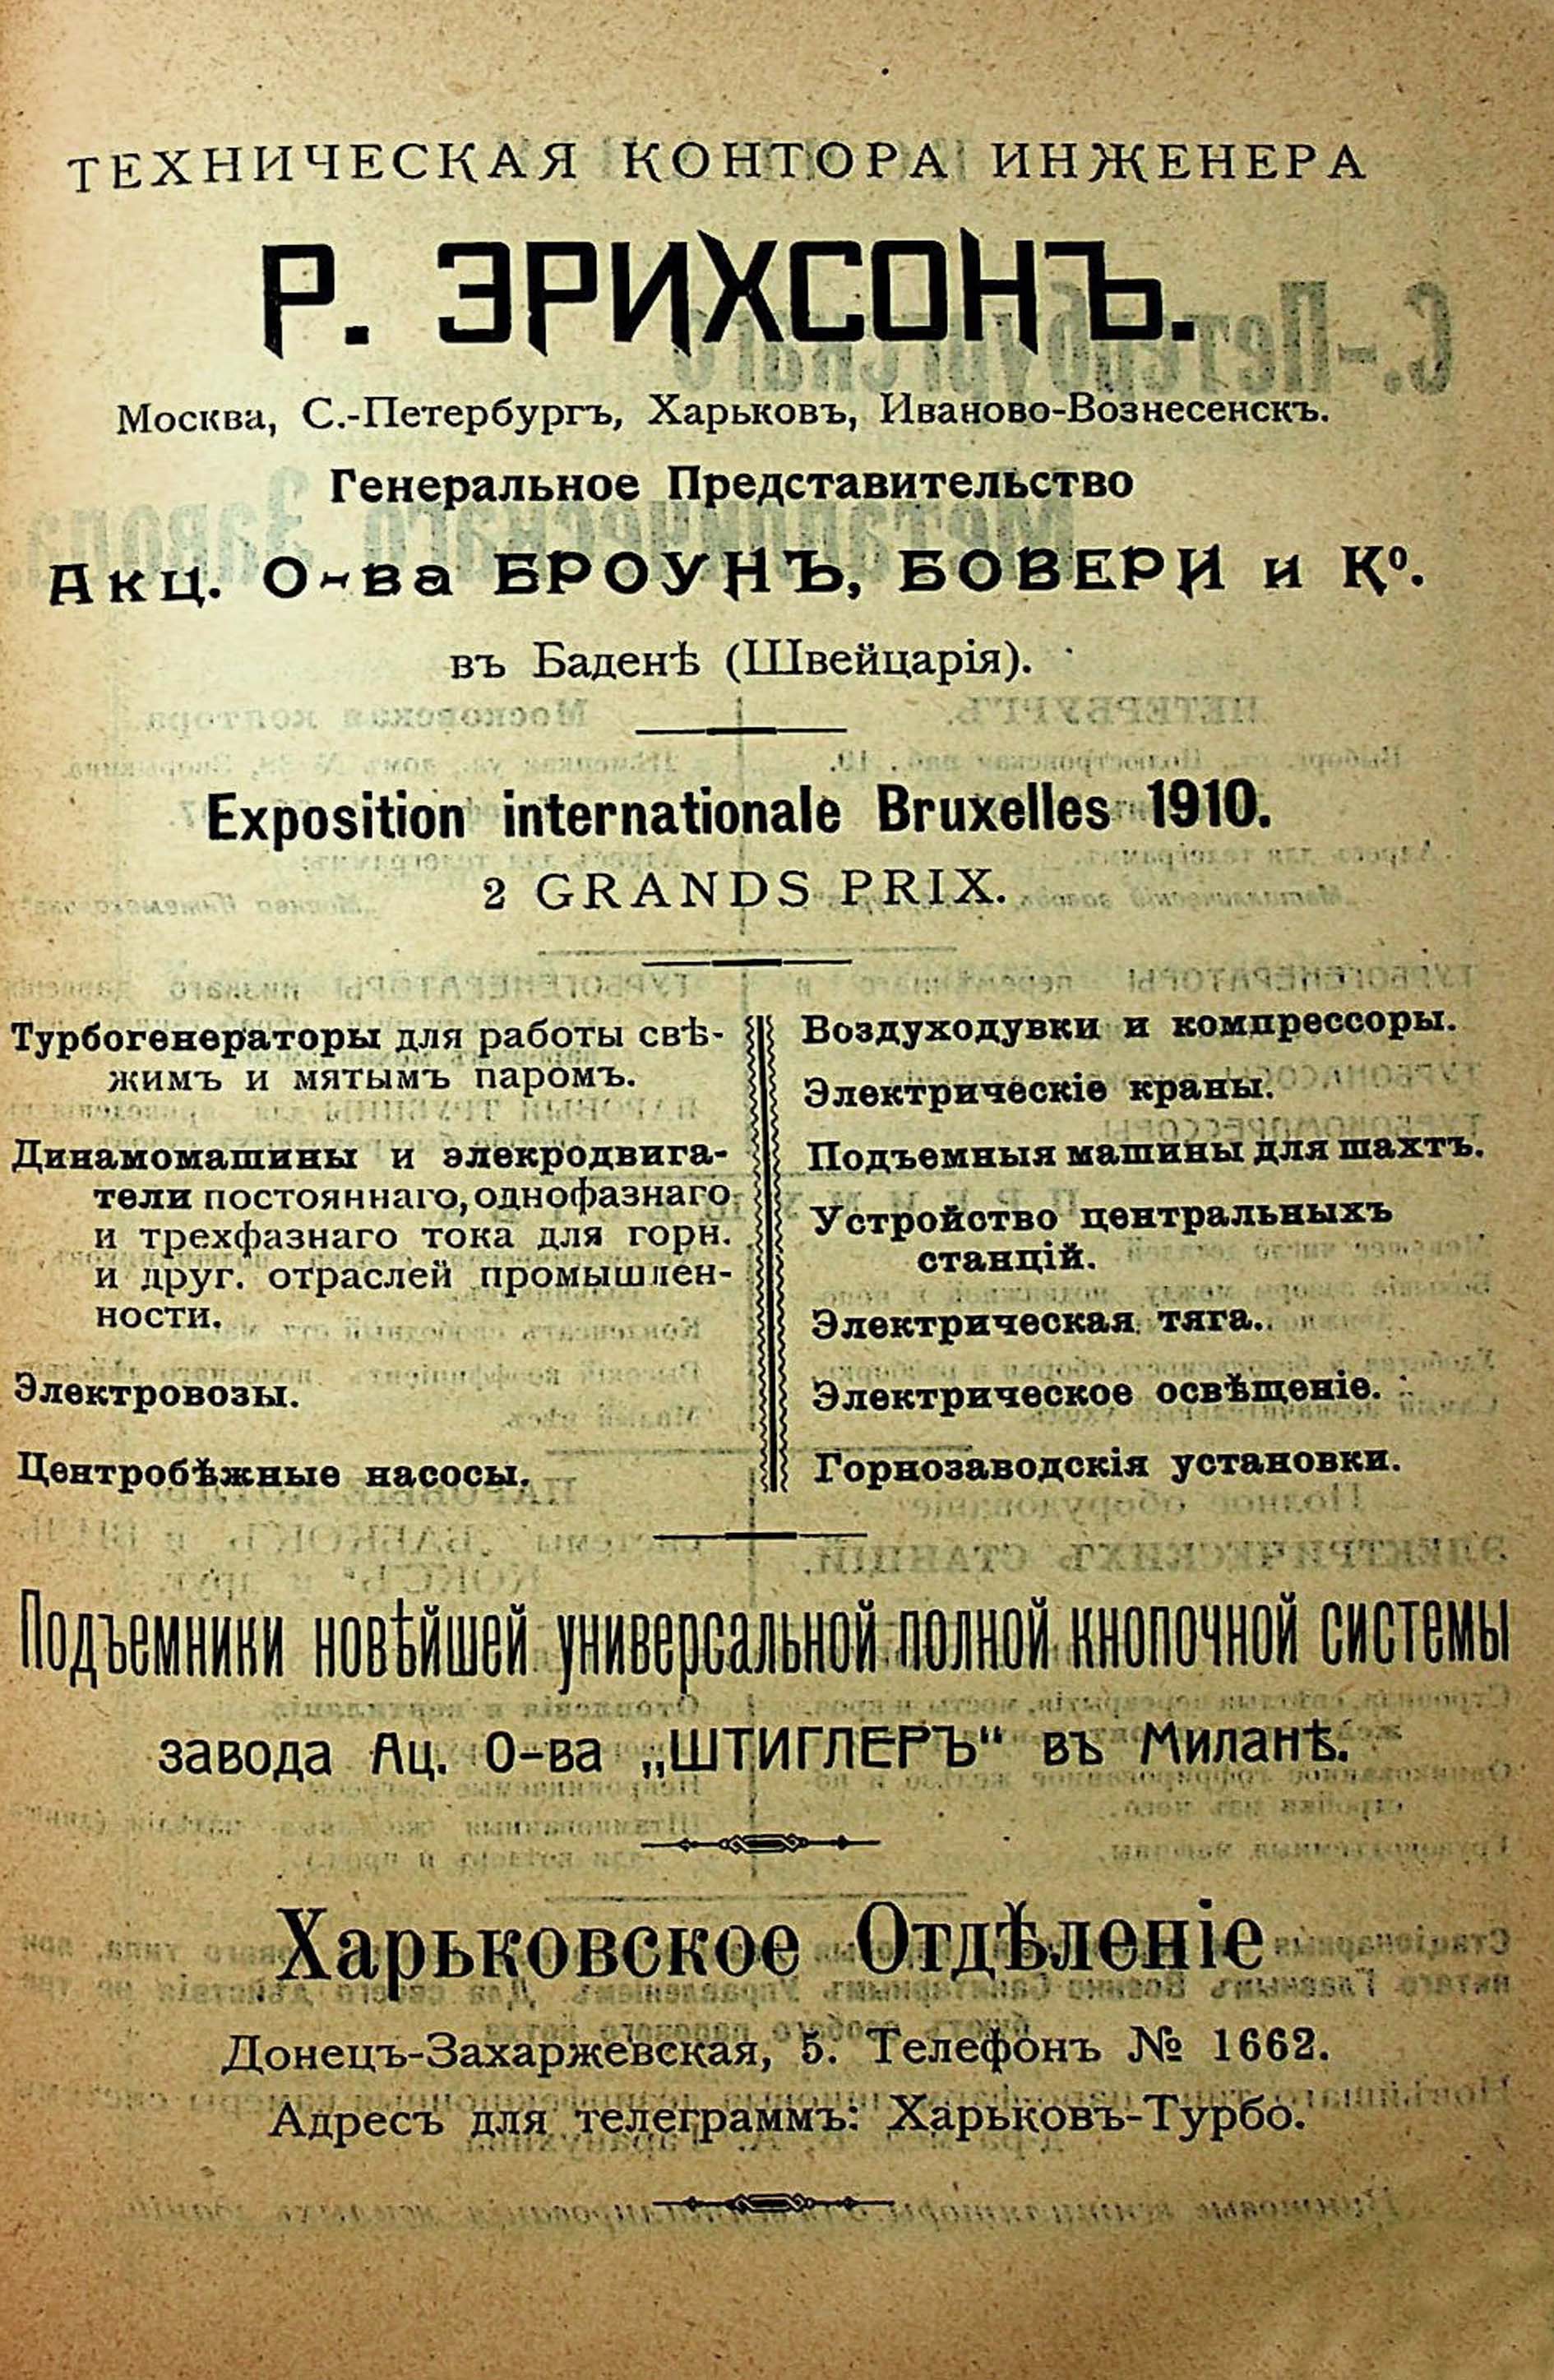 ТЕХНИЧЕСКАЯ КОНТОРА ИНЖЕНЕРА
Р. ЭРИХСОНЪ.
Москва, С.-Петербургъ, Харьковъ, Иваново-Вознесенскъ.
Генеральное Представительство
Акц. О-ва БРОУНЪ, БОВЕРИ и К⁰.
въ Баденѣ (Швейцарія).
Exposition internationale Bruxelles 1910.
2 GRANDS PRIX.
Турбогенераторы для работы свѣ-
жимъ и мятымъ паромъ.
Динамомашины и элекродвига-
тели постояннаго, однофазнаго
и трехфазнаго тока для горн.
и друг. отраслей промышлен-
ности.
Электровозы.
Центробѣжные насосы.
Воздуходувки и компрессоры.
Электрическіе краны.
Подъемныя машины для шахтъ.
Устройство центральныхъ
станцій.
Электрическая тяга.
Электрическое освѣщеніе.
Горнозаводскія установки.
Подъемники новѣйшей универсальной полной кнопочной системы
завода Ац. О-ва „ШТИГЛЕРЪ“ въ Миланѣ.
Харьковское Отдѣленіе
Донецъ-Захаржевская, 5. Телефонъ № 1662.
Адресъ для телеграммъ: Харьковъ-Турбо.